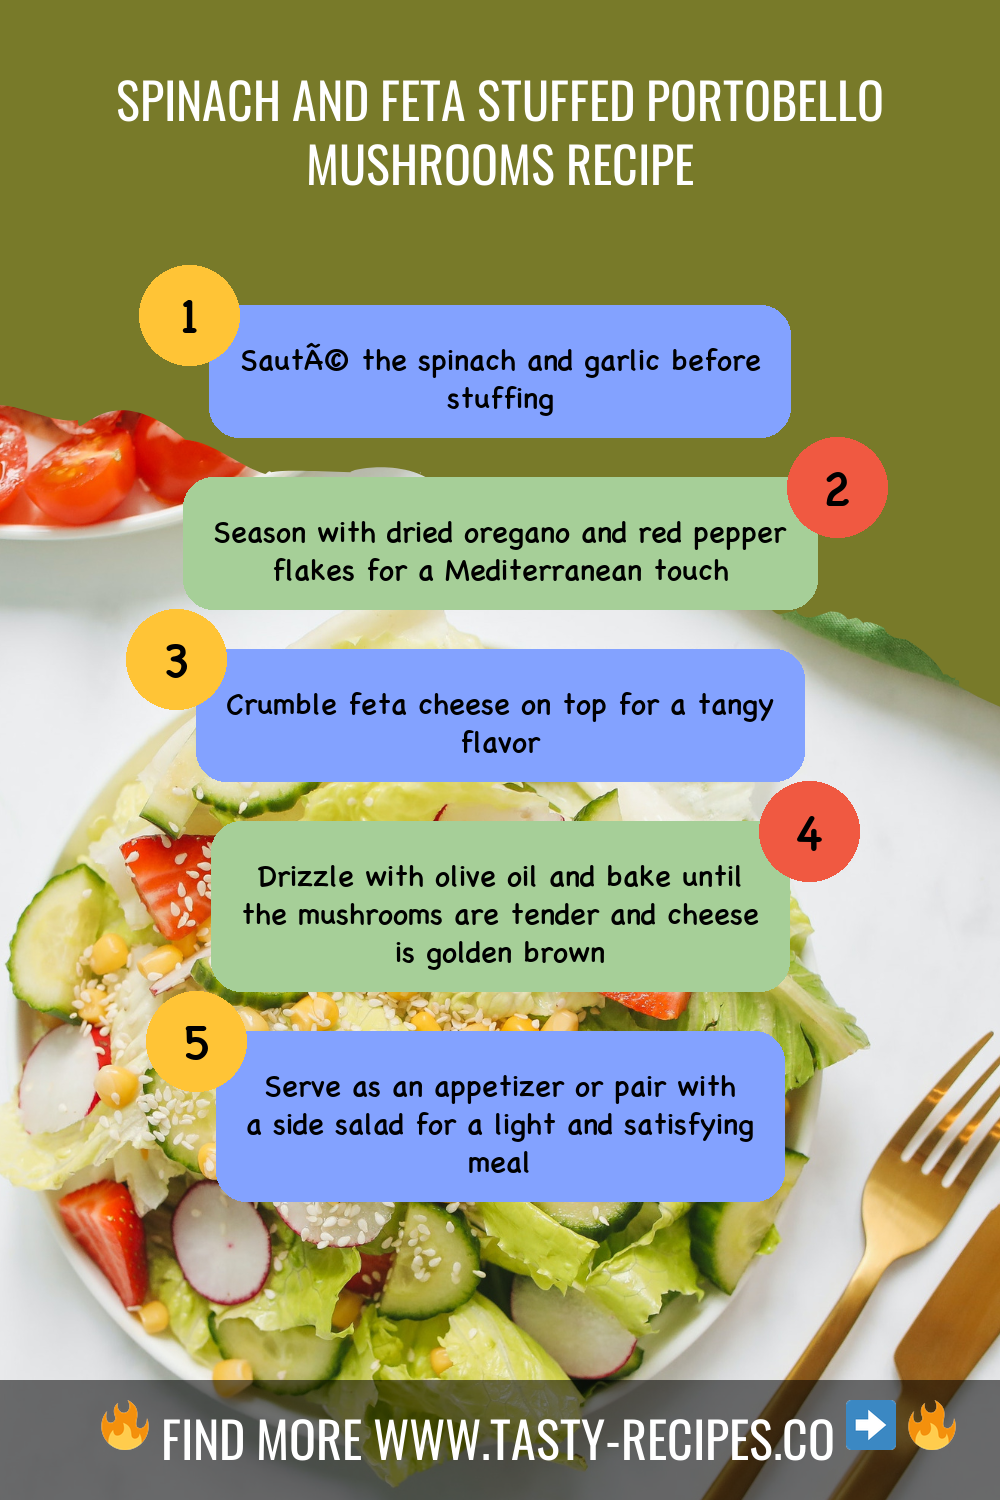 SPINACH AND FETA STUFFED PORTOBELLO
MUSHROOMS RECIPE
1
SautÃ© the spinach and garlic before
stuffing
2
Season with dried oregano and red pepper
flakes for a Mediterranean touch
3
Crumble feta cheese on top for a tangy
flavor
4
Drizzle with olive oil and bake until
the mushrooms are tender and cheese
is golden brown
5
Serve as an appetizer or pair with
a side salad for a light and satisfying
meal
🔥 FIND MORE WWW.TASTY-RECIPES.CO ➡️ 🔥